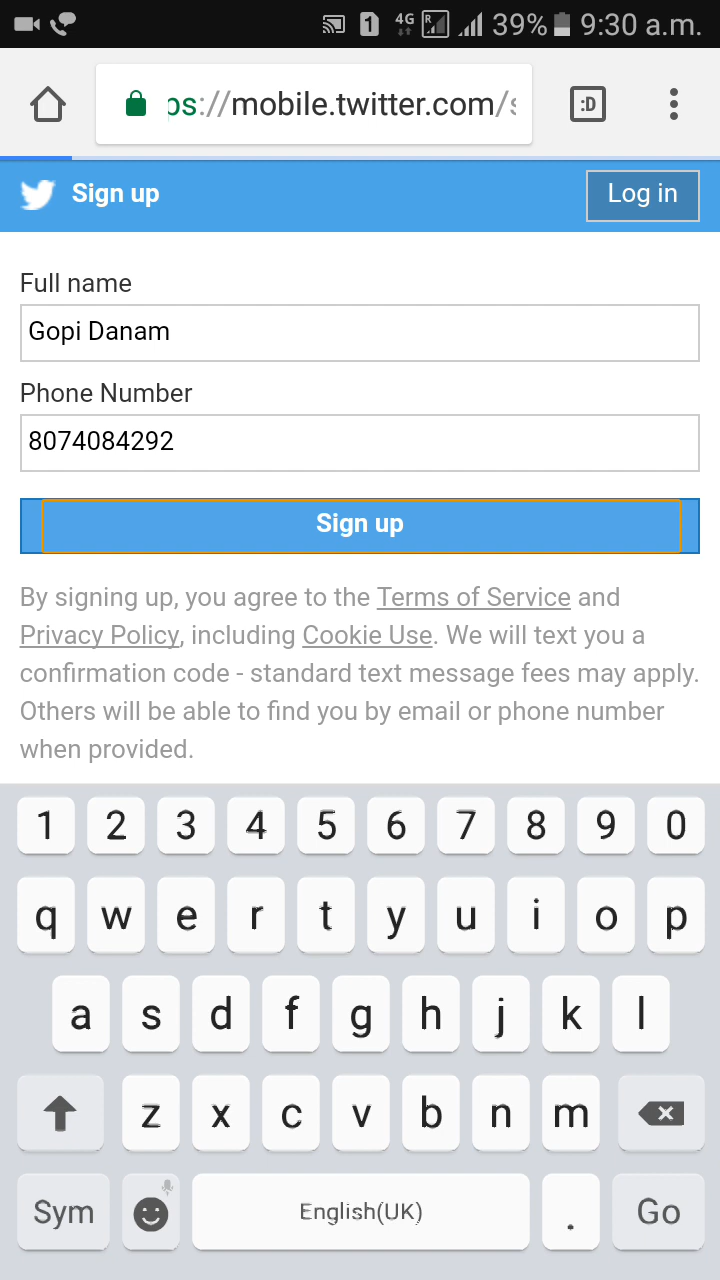 1 4G R 39% 9:30 a.m.
ps://mobile.twitter.com/s :D
Sign up Log in
Full name
Gopi Danam
Phone Number
8074084292
Sign up
By signing up, you agree to the Terms of Service and
Privacy Policy, including Cookie Use. We will text you a
confirmation code - standard text message fees may apply.
Others will be able to find you by email or phone number
when provided.
1 2 3 4 5 6 7 8 9 0
q w e r t y u i o p
a s d f g h j k l
z x c v b n m
Sym English(UK) . Go